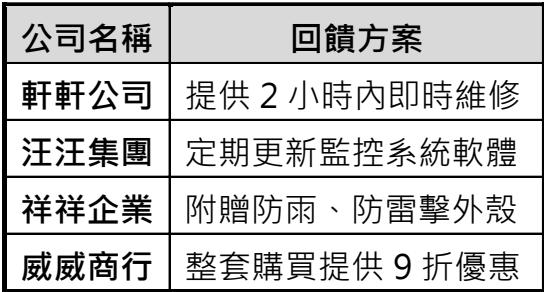 公司名稱 回饋方案
軒軒公司 提供 2 小時內即時維修
汪汪集團 定期更新監控系統軟體
祥祥企業 附贈防雨、防雷擊外殼
威威商行 整套購買提供 9 折優惠